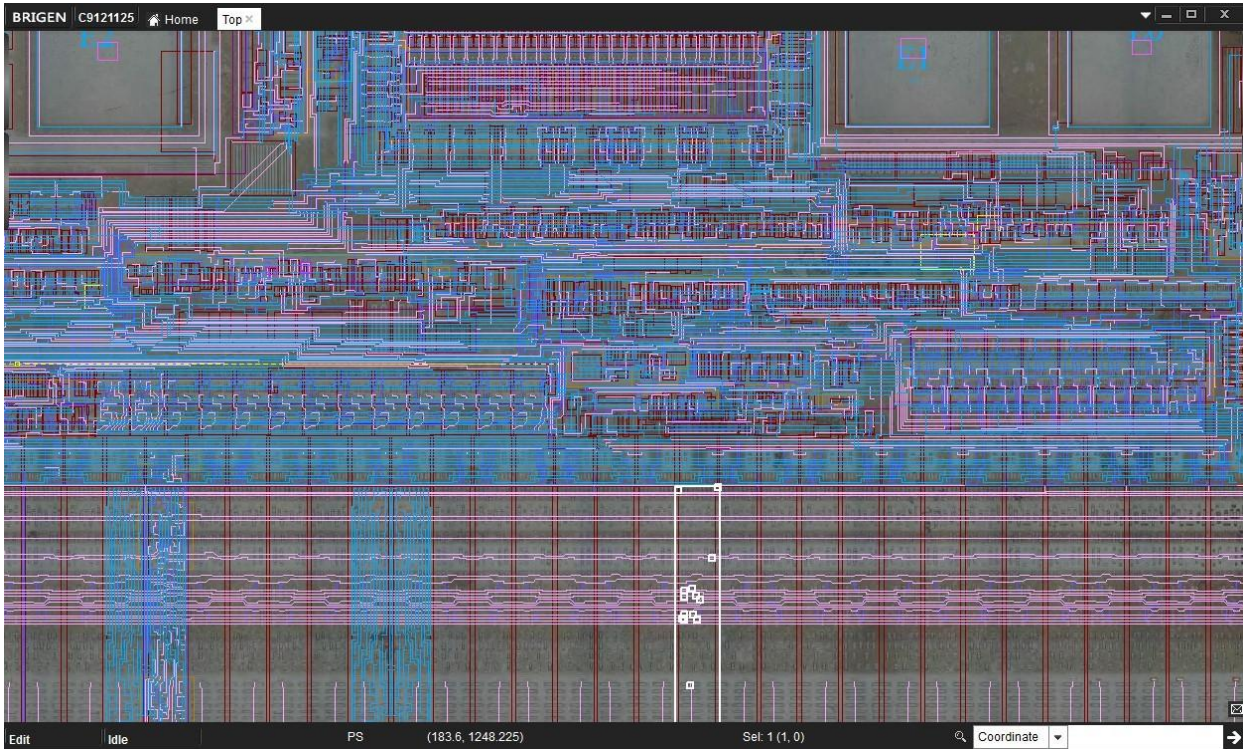 BRIGEN C9121125 Home Top
Edit Idle PS (183.6, 1248.225) Sel: 1 (1, 0) Coordinate